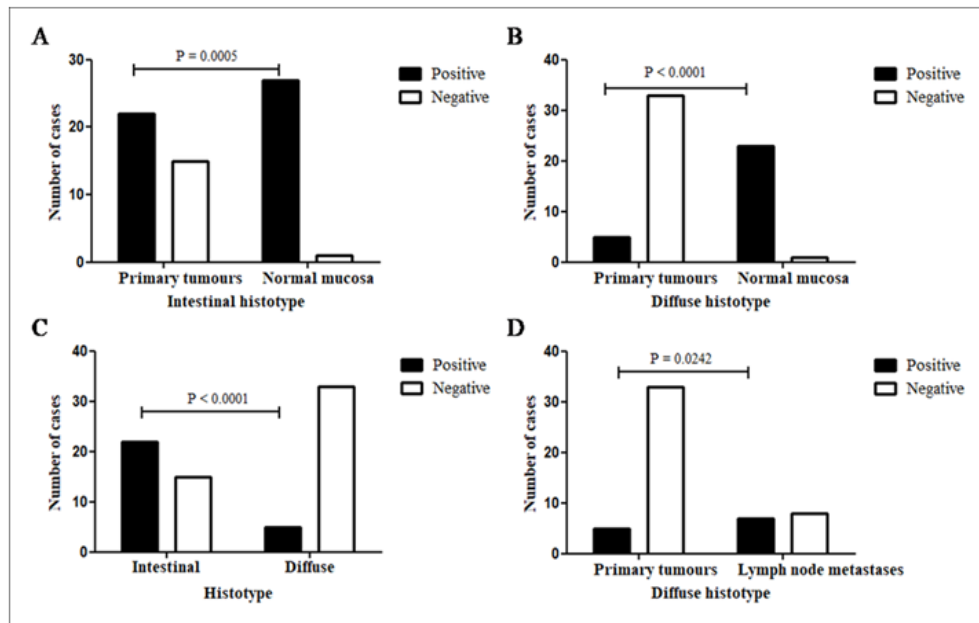 A
P = 0.0005
Positive
Negative
Number of cases
30
20
10
0
Primary tumours Normal mucosa
Intestinal histotype
B
P < 0.0001
Positive
Negative
Number of cases
40
30
20
10
0
Primary tumours Normal mucosa
Diffuse histotype
C
P < 0.0001
Positive
Negative
Number of cases
40
30
20
10
0
Intestinal Diffuse
Histotype
D
P = 0.0242
Positive
Negative
Number of cases
40
30
20
10
0
Primary tumours Lymph node metastases
Diffuse histotype